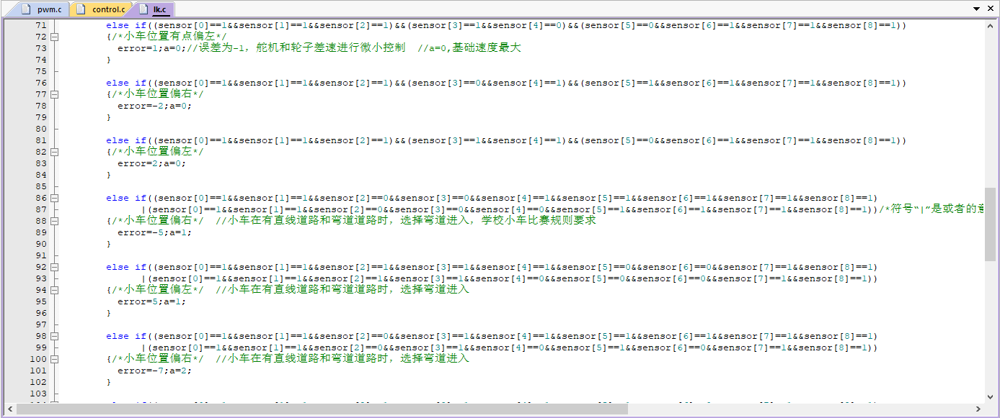 pwm.c control.c lk.c
71 else if((sensor[0]==1&&sensor[1]==1&&sensor[2]==1)&&(sensor[3]==1&&sensor[4]==0)&&(sensor[5]==0&&sensor[6]==1&&sensor[7]==1&&sensor[8]==1))
72 {/*小车位置有点偏左*/
73 error=1;a=0;//误差为-1，舵机和轮子差速进行微小控制 //a=0,基础速度最大
74 }
75
76 else if((sensor[0]==1&&sensor[1]==1&&sensor[2]==1)&&(sensor[3]==0&&sensor[4]==1)&&(sensor[5]==1&&sensor[6]==1&&sensor[7]==1&&sensor[8]==1))
77 {/*小车位置偏右*/
78 error=-2;a=0;
79 }
80
81 else if((sensor[0]==1&&sensor[1]==1&&sensor[2]==1)&&(sensor[3]==1&&sensor[4]==1)&&(sensor[5]==0&&sensor[6]==1&&sensor[7]==1&&sensor[8]==1))
82 {/*小车位置偏左*/
83 error=2;a=0;
84 }
85
86 else if((sensor[0]==1&&sensor[1]==1&&sensor[2]==0&&sensor[3]==0&&sensor[4]==1&&sensor[5]==1&&sensor[6]==1&&sensor[7]==1&&sensor[8]==1)
87 |(sensor[0]==1&&sensor[1]==1&&sensor[2]==0&&sensor[3]==0&&sensor[4]==0&&sensor[5]==1&&sensor[6]==1&&sensor[7]==1&&sensor[8]==1))/*符号“|”是或者的意
88 {/*小车位置偏右*/ //小车在有直线道路和弯道道路时，选择弯道进入，学校小车比赛规则要求
89 error=-5;a=1;
90 }
91
92 else if((sensor[0]==1&&sensor[1]==1&&sensor[2]==1&&sensor[3]==1&&sensor[4]==1&&sensor[5]==0&&sensor[6]==0&&sensor[7]==1&&sensor[8]==1)
93 |(sensor[0]==1&&sensor[1]==1&&sensor[2]==1&&sensor[3]==1&&sensor[4]==0&&sensor[5]==0&&sensor[6]==0&&sensor[7]==1&&sensor[8]==1))
94 {/*小车位置偏左*/ //小车在有直线道路和弯道道路时，选择弯道进入
95 error=5;a=1;
96 }
97
98 else if((sensor[0]==1&&sensor[1]==1&&sensor[2]==0&&sensor[3]==1&&sensor[4]==1&&sensor[5]==1&&sensor[6]==1&&sensor[7]==1&&sensor[8]==1)
99 |(sensor[0]==1&&sensor[1]==1&&sensor[2]==0&&sensor[3]==1&&sensor[4]==0&&sensor[5]==1&&sensor[6]==0&&sensor[7]==1&&sensor[8]==1))
100 {/*小车位置偏右*/ //小车在有直线道路和弯道道路时，选择弯道进入
101 error=-7;a=2;
102 }
103